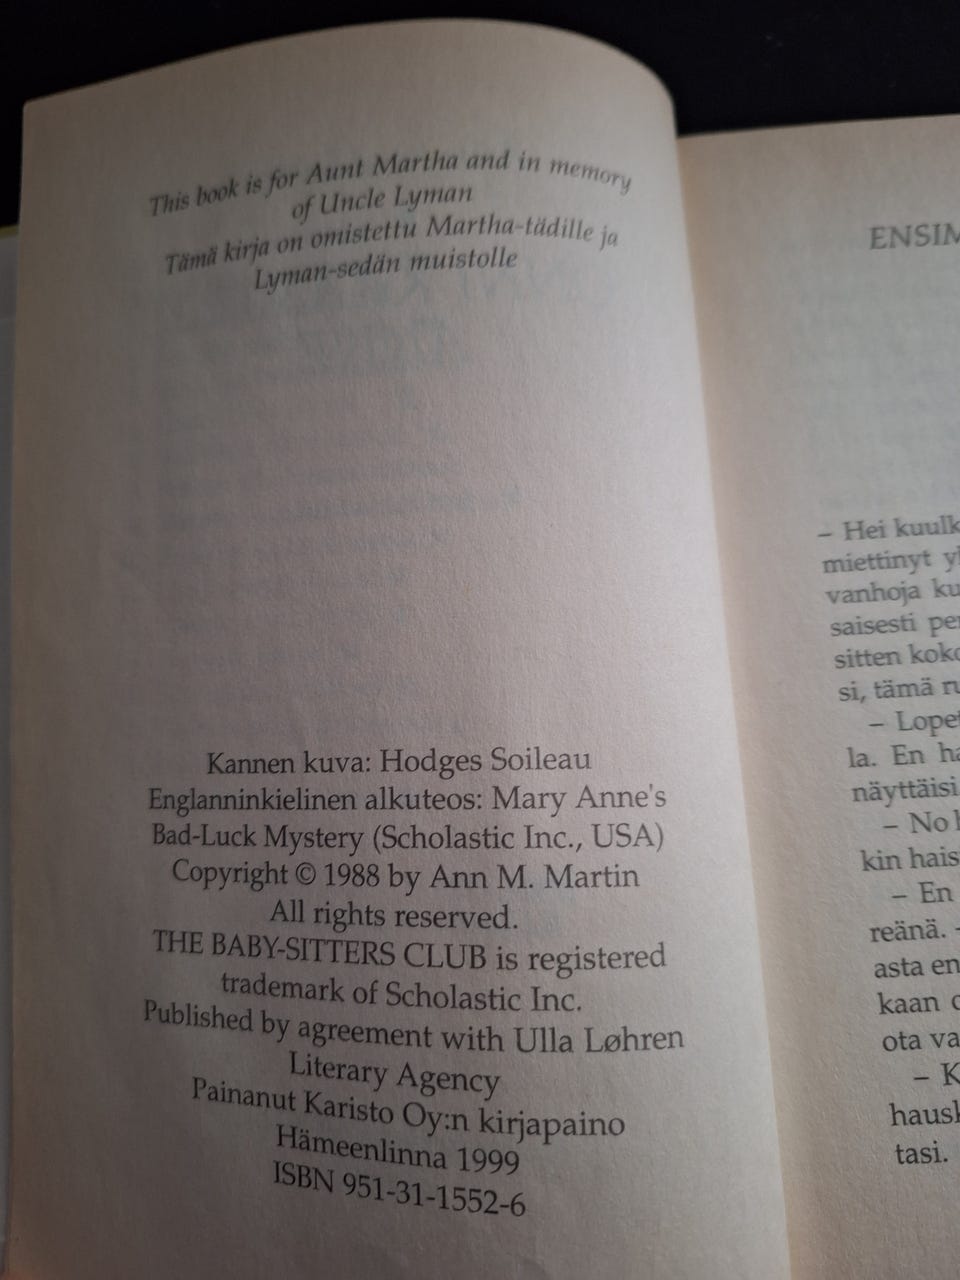 This book is for Aunt Martha and in memory
of Uncle Lyman
Tämä kirja on omistettu Martha-tädille ja
Lyman-sedän muistolle
Kannen kuva: Hodges Soileau
Englanninkielinen alkuteos: Mary Anne's
Bad-Luck Mystery (Scholastic Inc., USA)
Copyright © 1988 by Ann M. Martin
All rights reserved.
THE BABY-SITTERS CLUB is registered
trademark of Scholastic Inc.
Published by agreement with Ulla Løhren
Literary Agency
Painanut Karisto Oy:n kirjapaino
Hämeenlinna 1999
ISBN 951-31-1552-6
ENSIM
– Hei kuulk
miettinyt
vanhoja ku
saisesti per
sitten koko
si, tämä ru
– Lopet
la. En ha
näyttäisi
– No h
kin hais
– En
reänä. –
asta en
kaan
ota va
– K
hausk
tasi.